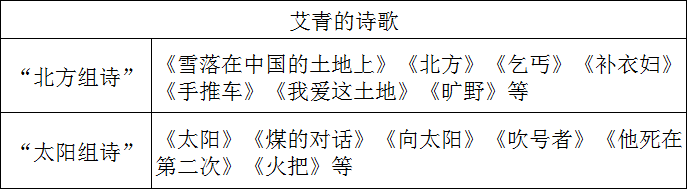 艾青的诗歌
“北方组诗”
《雪落在中国的土地上》《北方》《乞丐》《补衣妇》
《手推车》《我爱这土地》《旷野》等
“太阳组诗”
《太阳》《煤的对话》《向太阳》《吹号者》《他死在
第二次》《火把》等